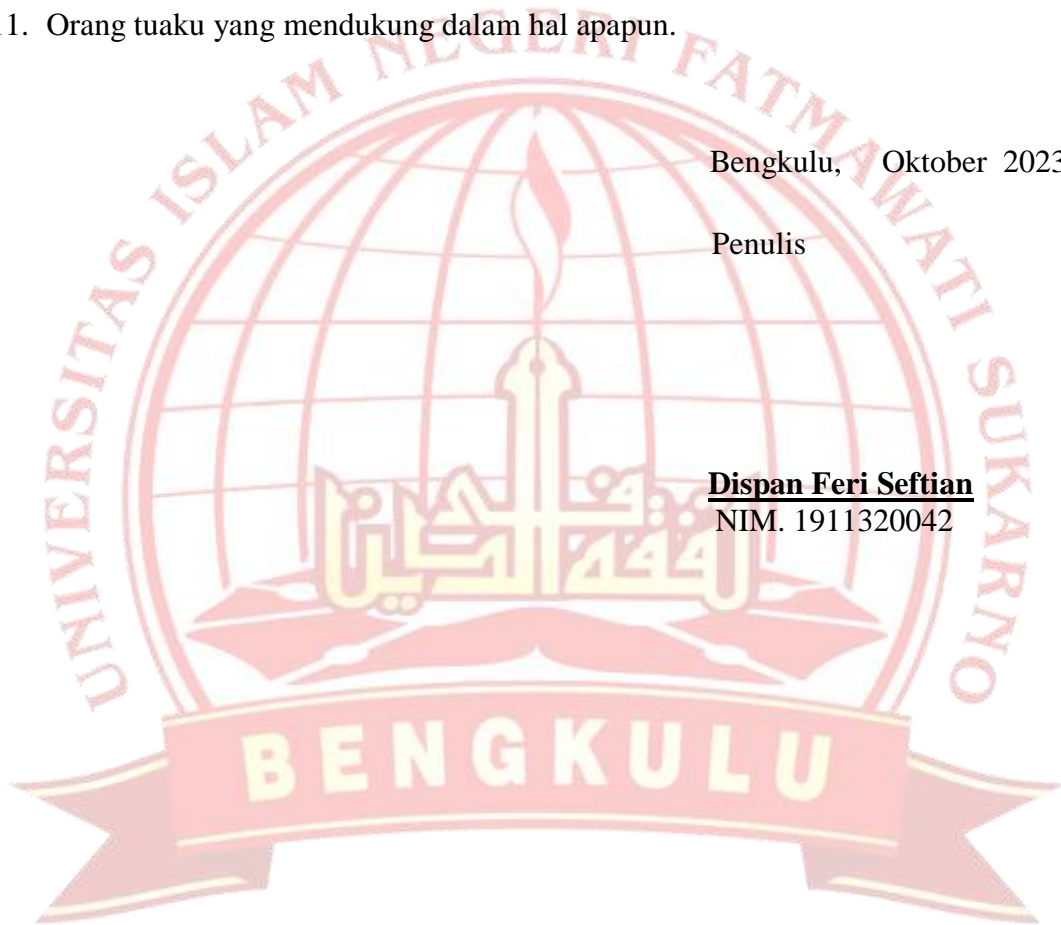 11. Orang tuaku yang mendukung dalam hal apapun.
UNIVERSITAS ISLAM NEGERI FATMAWATI SUKARNO
Bengkulu, Oktober 2023
Penulis
Dispan Feri Seftian
NIM. 1911320042
BENGKULU